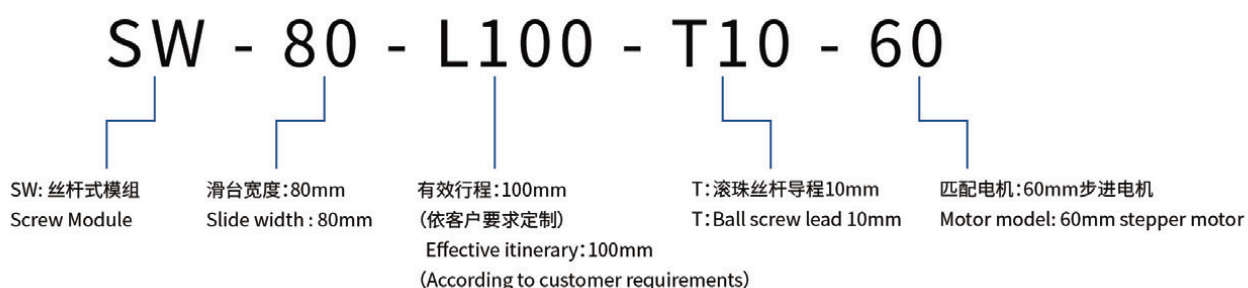 SW - 80 - L100 - T10 - 60
SW: 丝杆式模组
Screw Module
滑台宽度:80mm
Slide width : 80mm
有效行程:100mm
(依客户要求定制)
Effective itinerary:100mm
(According to customer requirements)
T:滚珠丝杆导程10mm
T:Ball screw lead 10mm
匹配电机:60mm步进电机
Motor model: 60mm stepper motor